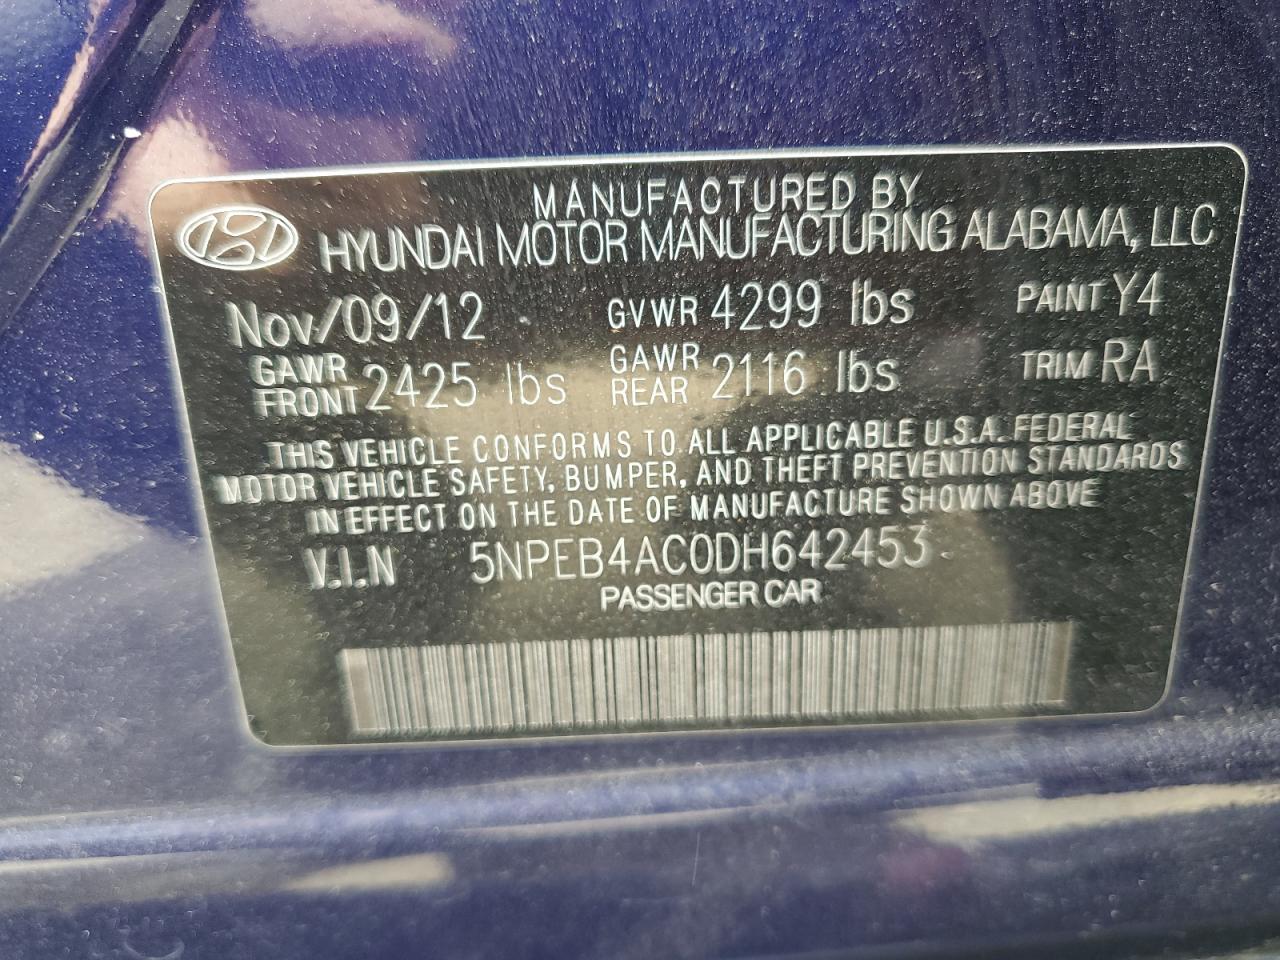 MANUFACTURED BY
HYUNDAI MOTOR MANUFACTURING ALABAMA, LLC
Nov/09/12 GVWR 4299 lbs PAINT Y4
GAWR FRONT 2425 lbs GAWR REAR 2116 lbs TRIM RA
THIS VEHICLE CONFORMS TO ALL APPLICABLE U.S.A. FEDERAL
MOTOR VEHICLE SAFETY, BUMPER, AND THEFT PREVENTION STANDARDS
IN EFFECT ON THE DATE OF MANUFACTURE SHOWN ABOVE
V.I.N 5NPEB4AC0DH642453
PASSENGER CAR